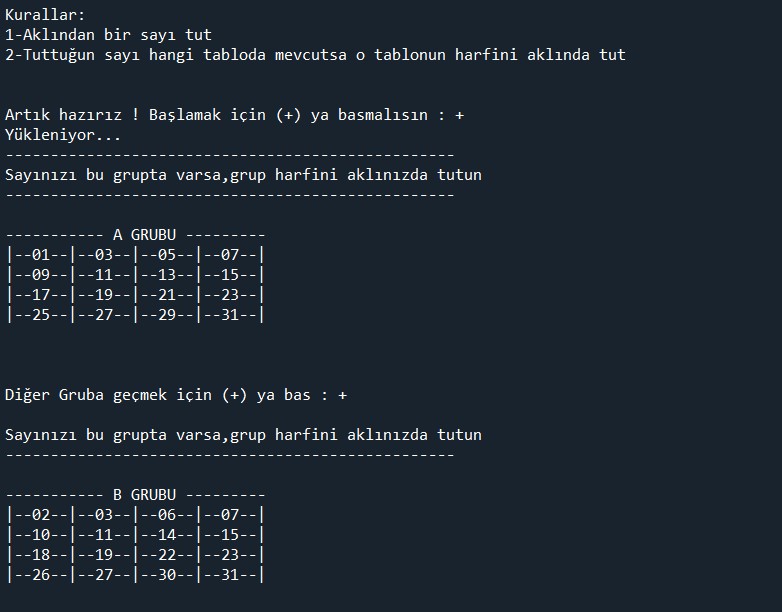 Kurallar:
1-Aklından bir sayı tut
2-Tuttuğun sayı hangi tabloda mevcutsa o tablonun harfini aklında tut
Artık hazırız ! Başlamak için (+) ya basmalısın : +
Yükleniyor...
--------------------------------------------------
Sayınızı bu grupta varsa,grup harfini aklınızda tutun
--------------------------------------------------
----------- A GRUBU ---------
|--01--|--03--|--05--|--07--|
|--09--|--11--|--13--|--15--|
|--17--|--19--|--21--|--23--|
|--25--|--27--|--29--|--31--|
Diğer Gruba geçmek için (+) ya bas : +
Sayınızı bu grupta varsa,grup harfini aklınızda tutun
--------------------------------------------------
----------- B GRUBU ---------
|--02--|--03--|--06--|--07--|
|--10--|--11--|--14--|--15--|
|--18--|--19--|--22--|--23--|
|--26--|--27--|--30--|--31--|